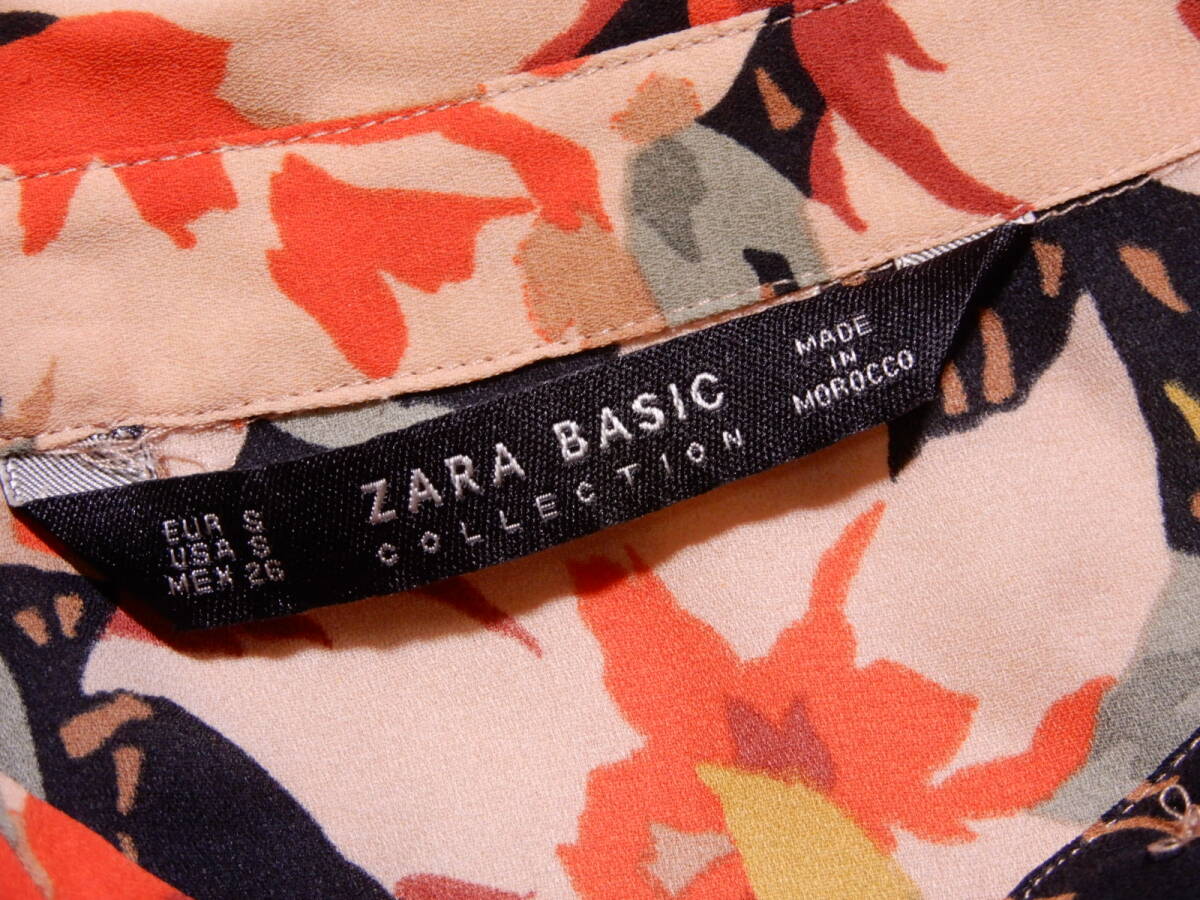 EUR S
USA S
MEX 26
ZARA BASIC
COLLECTION
MADE
IN
MOROCCO